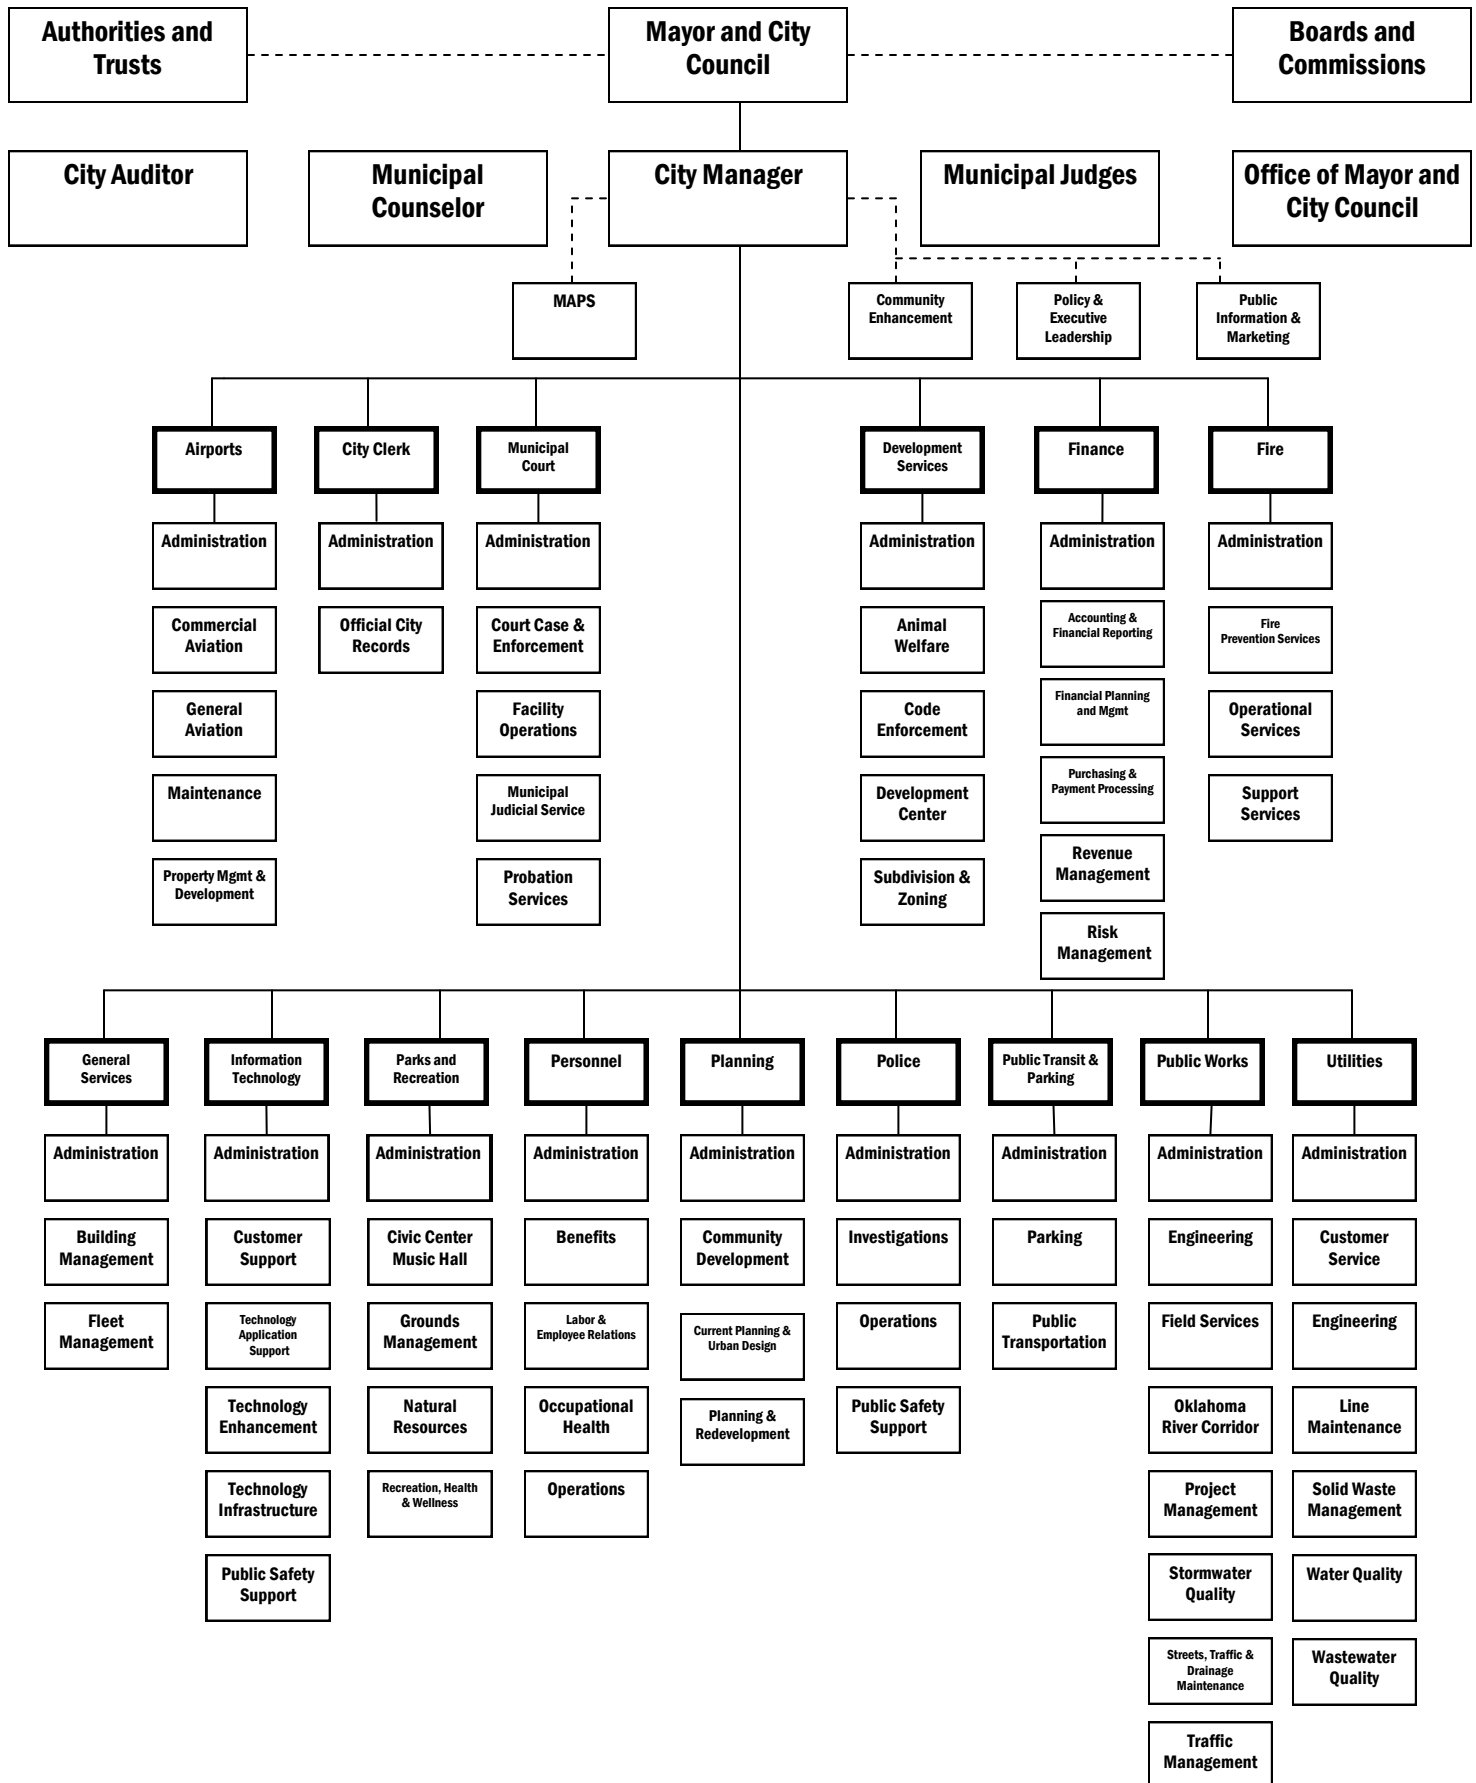 Authorities and
Trusts
Mayor and City
Council
Boards and
Commissions
City Auditor
Municipal
Counselor
City Manager
Municipal Judges
Office of Mayor and
City Council
MAPS
Community
Enhancement
Policy &
Executive
Leadership
Public
Information &
Marketing
Airports
City Clerk
Municipal
Court
Development
Services
Finance
Fire
Administration
Commercial
Aviation
General
Aviation
Maintenance
Property Mgmt &
Development
Administration
Official City
Records
Administration
Court Case &
Enforcement
Facility
Operations
Municipal
Judicial Service
Probation
Services
Administration
Animal
Welfare
Code
Enforcement
Development
Center
Subdivision &
Zoning
Administration
Accounting &
Financial Reporting
Financial Planning
and Mgmt
Purchasing &
Payment Processing
Revenue
Management
Risk
Management
Administration
Fire
Prevention Services
Operational
Services
Support
Services
General
Services
Information
Technology
Parks and
Recreation
Personnel
Planning
Police
Public Transit &
Parking
Public Works
Utilities
Administration
Building
Management
Fleet
Management
Administration
Customer
Support
Technology
Application
Support
Technology
Enhancement
Technology
Infrastructure
Public Safety
Support
Administration
Civic Center
Music Hall
Grounds
Management
Natural
Resources
Recreation, Health
& Wellness
Administration
Benefits
Labor &
Employee Relations
Occupational
Health
Operations
Administration
Community
Development
Current Planning &
Urban Design
Planning &
Redevelopment
Administration
Investigations
Operations
Public Safety
Support
Administration
Parking
Public
Transportation
Administration
Engineering
Field Services
Oklahoma
River Corridor
Project
Management
Stormwater
Quality
Streets, Traffic &
Drainage
Maintenance
Traffic
Management
Administration
Customer
Service
Engineering
Line
Maintenance
Solid Waste
Management
Water Quality
Wastewater
Quality